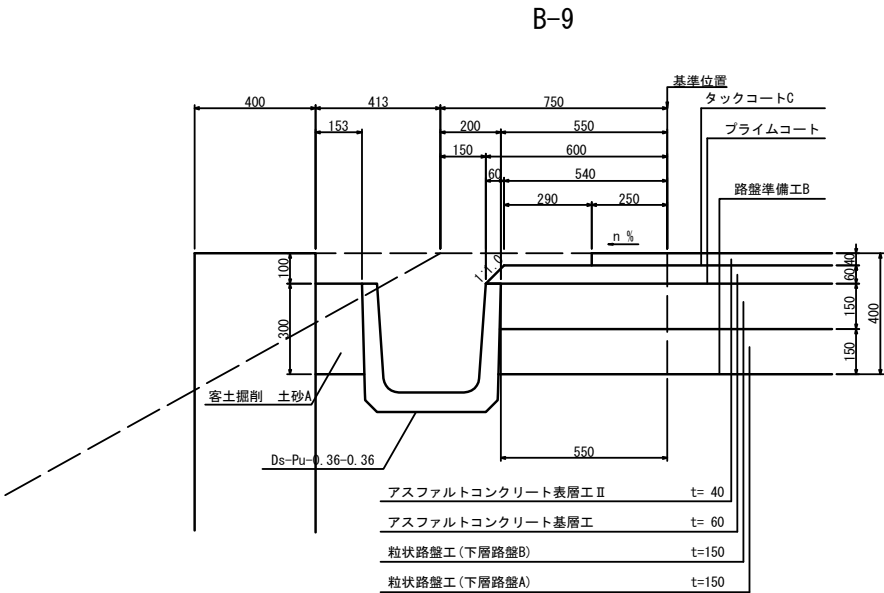 B-9
基準位置
400
413
750
タックコートC
153
200
550
プライムコート
150
600
60
540
路盤準備工B
290
250
n %
1:1.0
100
40
60
300
150
400
150
客土掘削 土砂A
Ds-Pu-0.36-0.36
550
アスファルトコンクリート表層工Ⅱ t= 40
アスファルトコンクリート基層工 t= 60
粒状路盤工(下層路盤B) t=150
粒状路盤工(下層路盤A) t=150